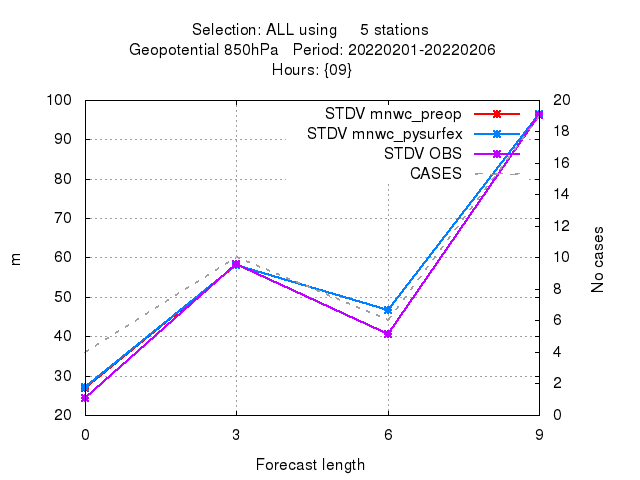 Selection: ALL using     5 stations
Geopotential 850hPa   Period: 20220201-20220206
Hours: {09}
STDV mnwc_preop
STDV mnwc_pysurfex
STDV OBS
CASES
100
90
80
70
60
50
40
30
20
m
20
18
16
14
12
10
8
6
4
2
0
No cases
0 3 6 9
Forecast length